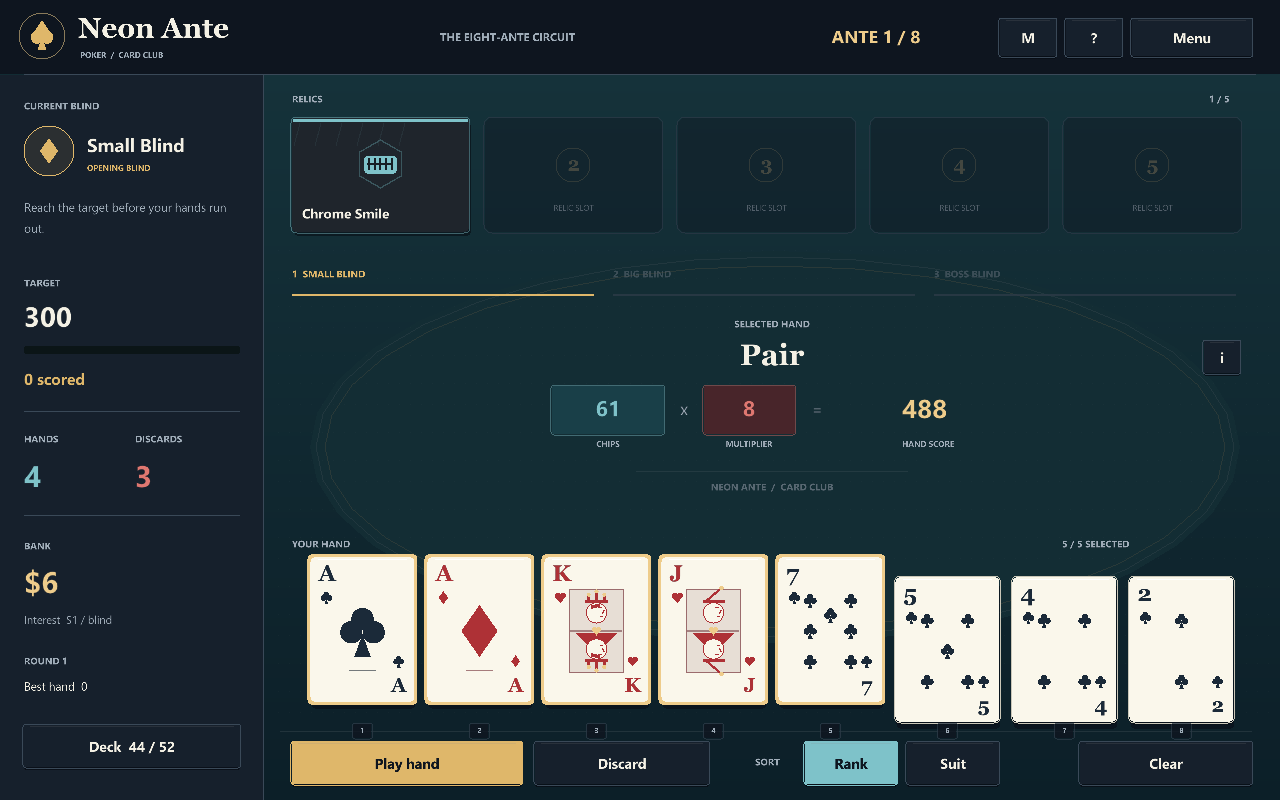 Neon Ante
POKER / CARD CLUB
THE EIGHT-ANTE CIRCUIT
ANTE 1 / 8
M
?
Menu
CURRENT BLIND
Small Blind
OPENING BLIND
Reach the target before your hands run
out.
TARGET
300
0 scored
HANDS
DISCARDS
4
3
BANK
$6
Interest $1 / blind
ROUND 1
Best hand 0
Deck 44 / 52
RELICS
1 / 5
Chrome Smile
2
RELIC SLOT
3
RELIC SLOT
4
RELIC SLOT
5
RELIC SLOT
1 SMALL BLIND
2 BIG BLIND
3 BOSS BLIND
SELECTED HAND
Pair
i
61
x
8
=
488
CHIPS
MULTIPLIER
HAND SCORE
NEON ANTE / CARD CLUB
YOUR HAND
5 / 5 SELECTED
A
A
A
A
K
K
J
J
7
7
5
5
4
4
2
2
1
2
3
4
5
6
7
8
Play hand
Discard
SORT
Rank
Suit
Clear